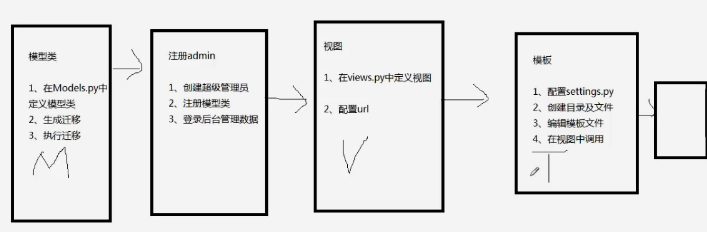 模型类
1、在Models.py中
定义模型类
2、生成迁移
3、执行迁移
M
注册admin
1、创建超级管理员
2、注册模型类
3、登录后台管理数据
视图
1、在views.py中定义视图
2、配置url
V
模板
1、配置settings.py
2、创建目录及文件
3、编辑模板文件
4、在视图中调用
T